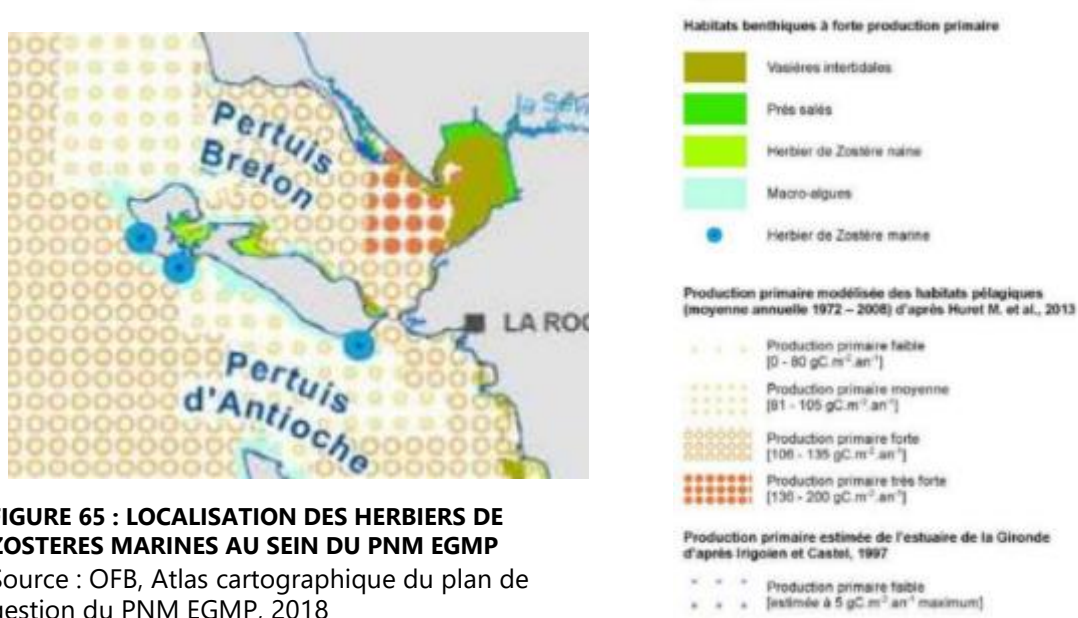 Pertuis
Breton
la Sèv
LA ROC
Pertuis
d'Antioche
FIGURE 65 : LOCALISATION DES HERBIERS DE
ZOSTERES MARINES AU SEIN DU PNM EGMP
Source : OFB, Atlas cartographique du plan de
gestion du PNM EGMP, 2018
Habitats benthiques à forte production primaire
Vasières intertidales
Prés salés
Herbier de Zostère naine
Macro-algues
Herbier de Zostère marine
Production primaire modélisée des habitats pélagiques
(moyenne annuelle 1972 – 2008) d'après Huret M. et al., 2013
Production primaire faible
[0 - 80 gC.m⁻².an⁻¹]
Production primaire moyenne
[81 - 105 gC.m⁻².an⁻¹]
Production primaire forte
[106 - 135 gC.m⁻².an⁻¹]
Production primaire très forte
[136 - 200 gC.m⁻².an⁻¹]
Production primaire estimée de l'estuaire de la Gironde
d'après Irigoien et Castel, 1997
Production primaire faible
[estimée à 5 gC.m⁻².an⁻¹ maximum]